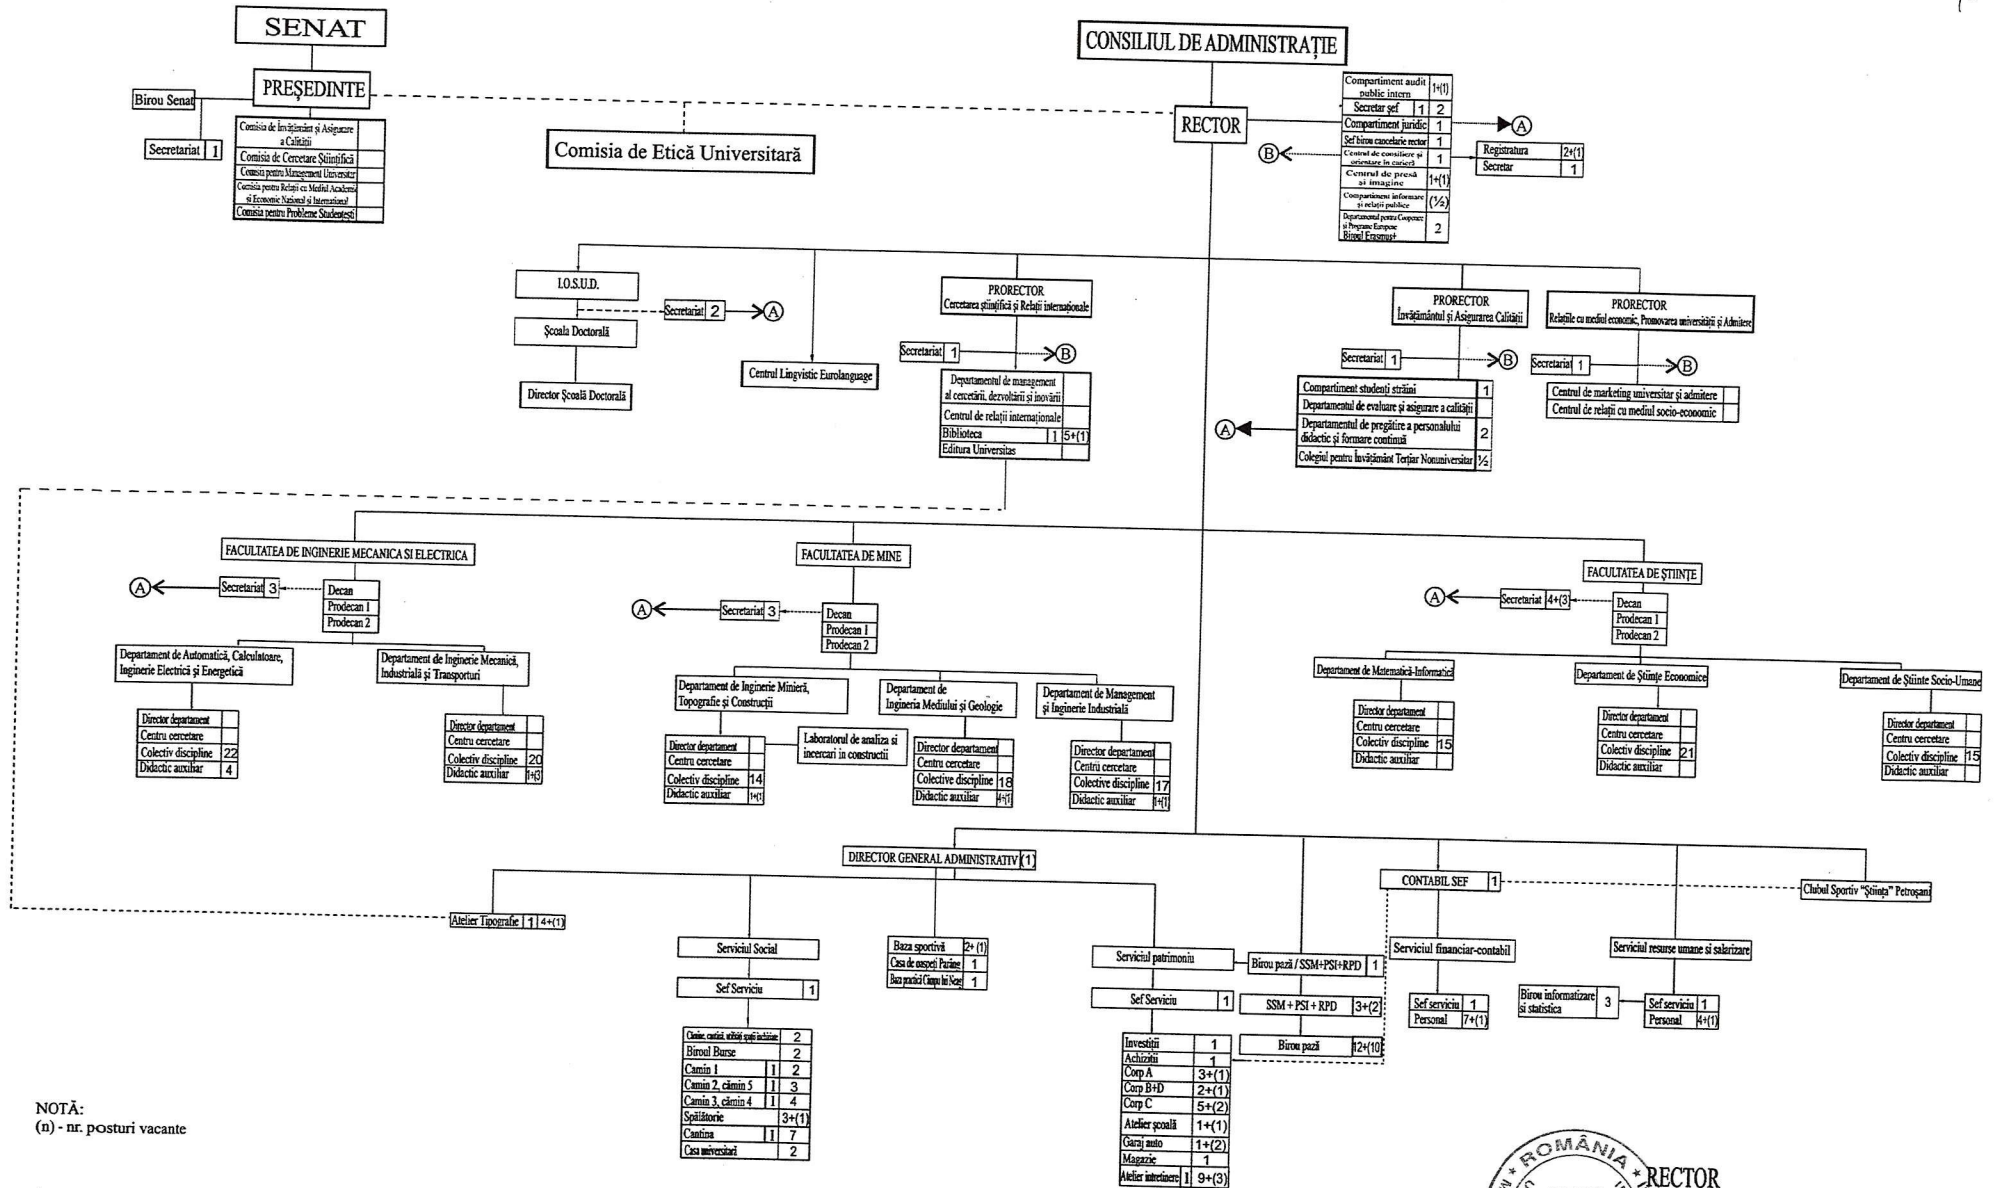 SENAT
PREȘEDINTE
Birou Senat
Secretariat 1
Comisia de Învățământ și Asigurare
a Calității
Comisia de Cercetare Științifică
Comisia pentru Management Universitar
Comisia pentru Relații cu Mediul Academic
și Economic Național și Internațional
Comisia pentru Probleme Studențești
Comisia de Etică Universitară
CONSILIUL DE ADMINISTRAȚIE
RECTOR
Compartiment audit
public intern 1+(1)
Secretar șef 1 2
Compartiment juridic 1
A
Șef birou cancelarie rector 1
B
Centrul de consiliere și
orientare în carieră 1
Registratura 2+(1)
Secretar 1
Centrul de presă
si imagine 1+(1)
Compartiment informare
și relații publice (½)
Departamentul pentru Cooperare
și Programe Europene
Biroul Erasmus+ 2
I.O.S.U.D.
Secretariat 2
A
Școala Doctorală
Director Școală Doctorală
Centrul Lingvistic Eurolanguage
PRORECTOR
Cercetarea științifică și Relații internaționale
Secretariat 1
B
Departamentul de management
al cercetării, dezvoltării și inovării
Centrul de relații internaționale
Biblioteca 1 5+(1)
Editura Universitas
PRORECTOR
Învățământul și Asigurarea Calității
Secretariat 1
B
Compartiment studenți străini 1
Departamentul de evaluare și asigurare a calității
Departamentul de pregătire a personalului
didactic și formare continuă 2
Colegiul pentru Învățământ Terțiar Nonuniversitar ½
A
PRORECTOR
Relațiile cu mediul economic, Promovarea universității și Admitere
Secretariat 1
B
Centrul de marketing universitar și admitere
Centrul de relații cu mediul socio-economic
FACULTATEA DE INGINERIE MECANICA SI ELECTRICA
A
Secretariat 3
Decan
Prodecan 1
Prodecan 2
Departament de Automatică, Calculatoare,
Inginerie Electrică și Energetică
Director departament
Centru cercetare
Colectiv discipline 22
Didactic auxiliar 4
Departament de Inginerie Mecanică,
Industrială și Transporturi
Director departament
Centru cercetare
Colectiv discipline 20
Didactic auxiliar 1+(3
FACULTATEA DE MINE
A
Secretariat 3
Decan
Prodecan 1
Prodecan 2
Departament de Inginerie Minieră,
Topografie și Construcții
Director departament
Centru cercetare
Colectiv discipline 14
Didactic auxiliar 1+(1
Laboratorul de analiza si
incercari in constructii
Departament de
Ingineria Mediului și Geologie
Director departament
Centru cercetare
Colective discipline 18
Didactic auxiliar 4+(1
Departament de Management
și Inginerie Industrială
Director departament
Centru cercetare
Colective discipline 17
Didactic auxiliar 1+(1)
FACULTATEA DE ȘTIINȚE
A
Secretariat 4+(3)
Decan
Prodecan 1
Prodecan 2
Departament de Matematică-Informatică
Director departament
Centru cercetare
Colectiv discipline 15
Didactic auxiliar
Departament de Științe Economice
Director departament
Centru cercetare
Colectiv discipline 21
Didactic auxiliar
Departament de Științe Socio-Umane
Director departament
Centru cercetare
Colectiv discipline 15
Didactic auxiliar
DIRECTOR GENERAL ADMINISTRATIV (1)
Atelier Tipografie 1 4+(1)
Serviciul Social
Sef Serviciu 1
2
Biroul Burse 2
Camin 1 1 2
Camin 2, cămin 5 1 3
Camin 3, cămin 4 1 4
Spălătorie 3+(1)
Cantina 1 7
Casa universitară 2
Baza sportivă 2+ (1)
Casa de oaspeți Parâng 1
Baza practică Câmpu lui Neag 1
Serviciul patrimoniu
Sef Serviciu 1
Investiții 1
Achiziții 1
Corp A 3+(1)
Corp B+D 2+(1)
Corp C 5+(2)
Atelier școală 1+(1)
Garaj auto 1+(2)
Magazie 1
Atelier intretinere 1 9+(3)
Birou pază / SSM+PSI+RPD 1
SSM + PSI + RPD 3+(2)
Birou pază 12+(10)
CONTABIL SEF 1
Serviciul financiar-contabil
Sef serviciu 1
Personal 7+(1)
Serviciul resurse umane si salarizare
Birou informatizare
si statistica 3
Sef serviciu 1
Personal 4+(1)
Clubul Sportiv "Știința" Petroșani
NOTĂ:
(n) - nr. posturi vacante
ROMÂNIA
RECTOR